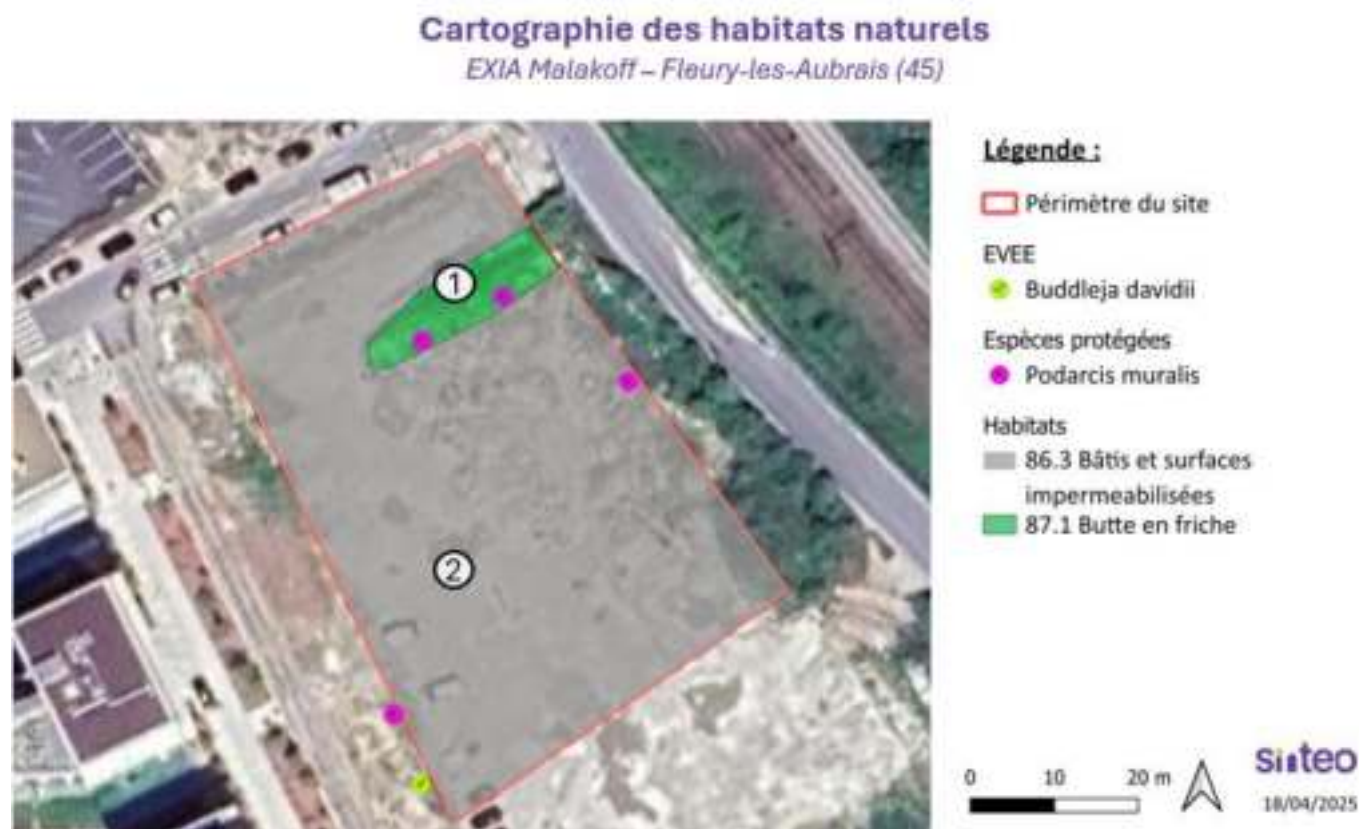 Cartographie des habitats naturels
EXIA Malakoff – Fleury-les-Aubrais (45)
Légende :
Périmètre du site
EVEE
Buddleja davidii
Espèces protégées
Podarcis muralis
Habitats
86.3 Bâtis et surfaces
impermeabilisées
87.1 Butte en friche
1
2
0 10 20 m
sinteo
18/04/2025